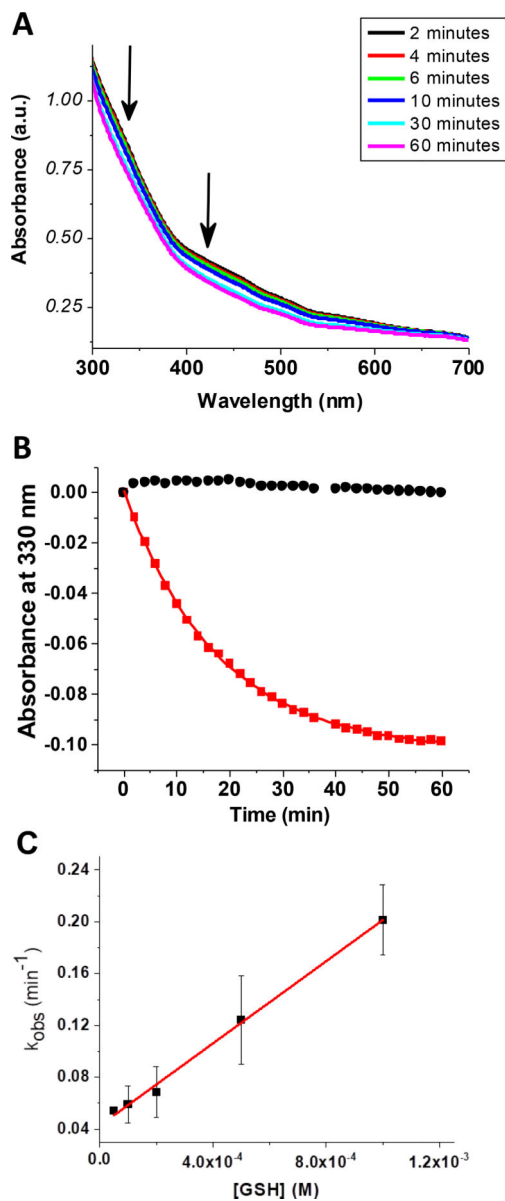 A
2 minutes
4 minutes
6 minutes
10 minutes
30 minutes
60 minutes
Absorbance (a.u.)
1.00
0.75
0.50
0.25
300 400 500 600 700
Wavelength (nm)
B
Absorbance at 330 nm
0.00
-0.02
-0.04
-0.06
-0.08
-0.10
0 10 20 30 40 50 60
Time (min)
C
kobs (min⁻¹)
0.20
0.16
0.12
0.08
0.04
0.0 4.0x10⁻⁴ 8.0x10⁻⁴ 1.2x10⁻³
[GSH] (M)